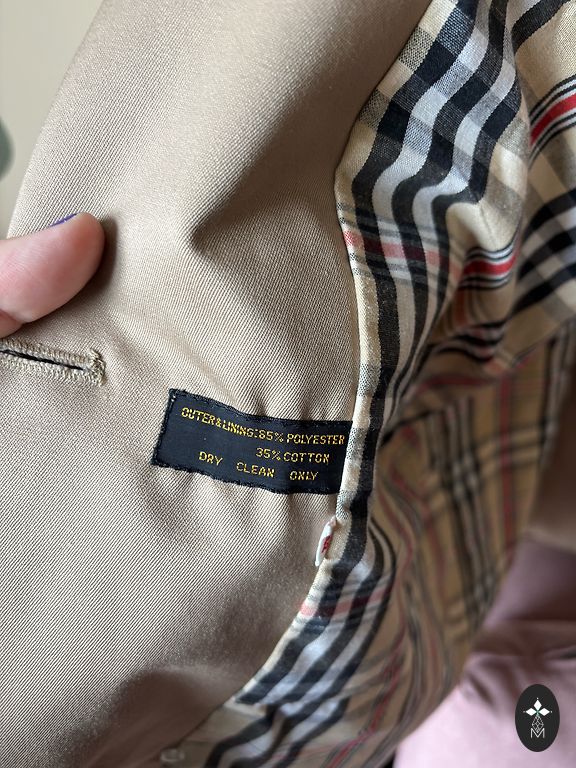 OUTER&LINING:65% POLYESTER
35% COTTON
DRY CLEAN ONLY